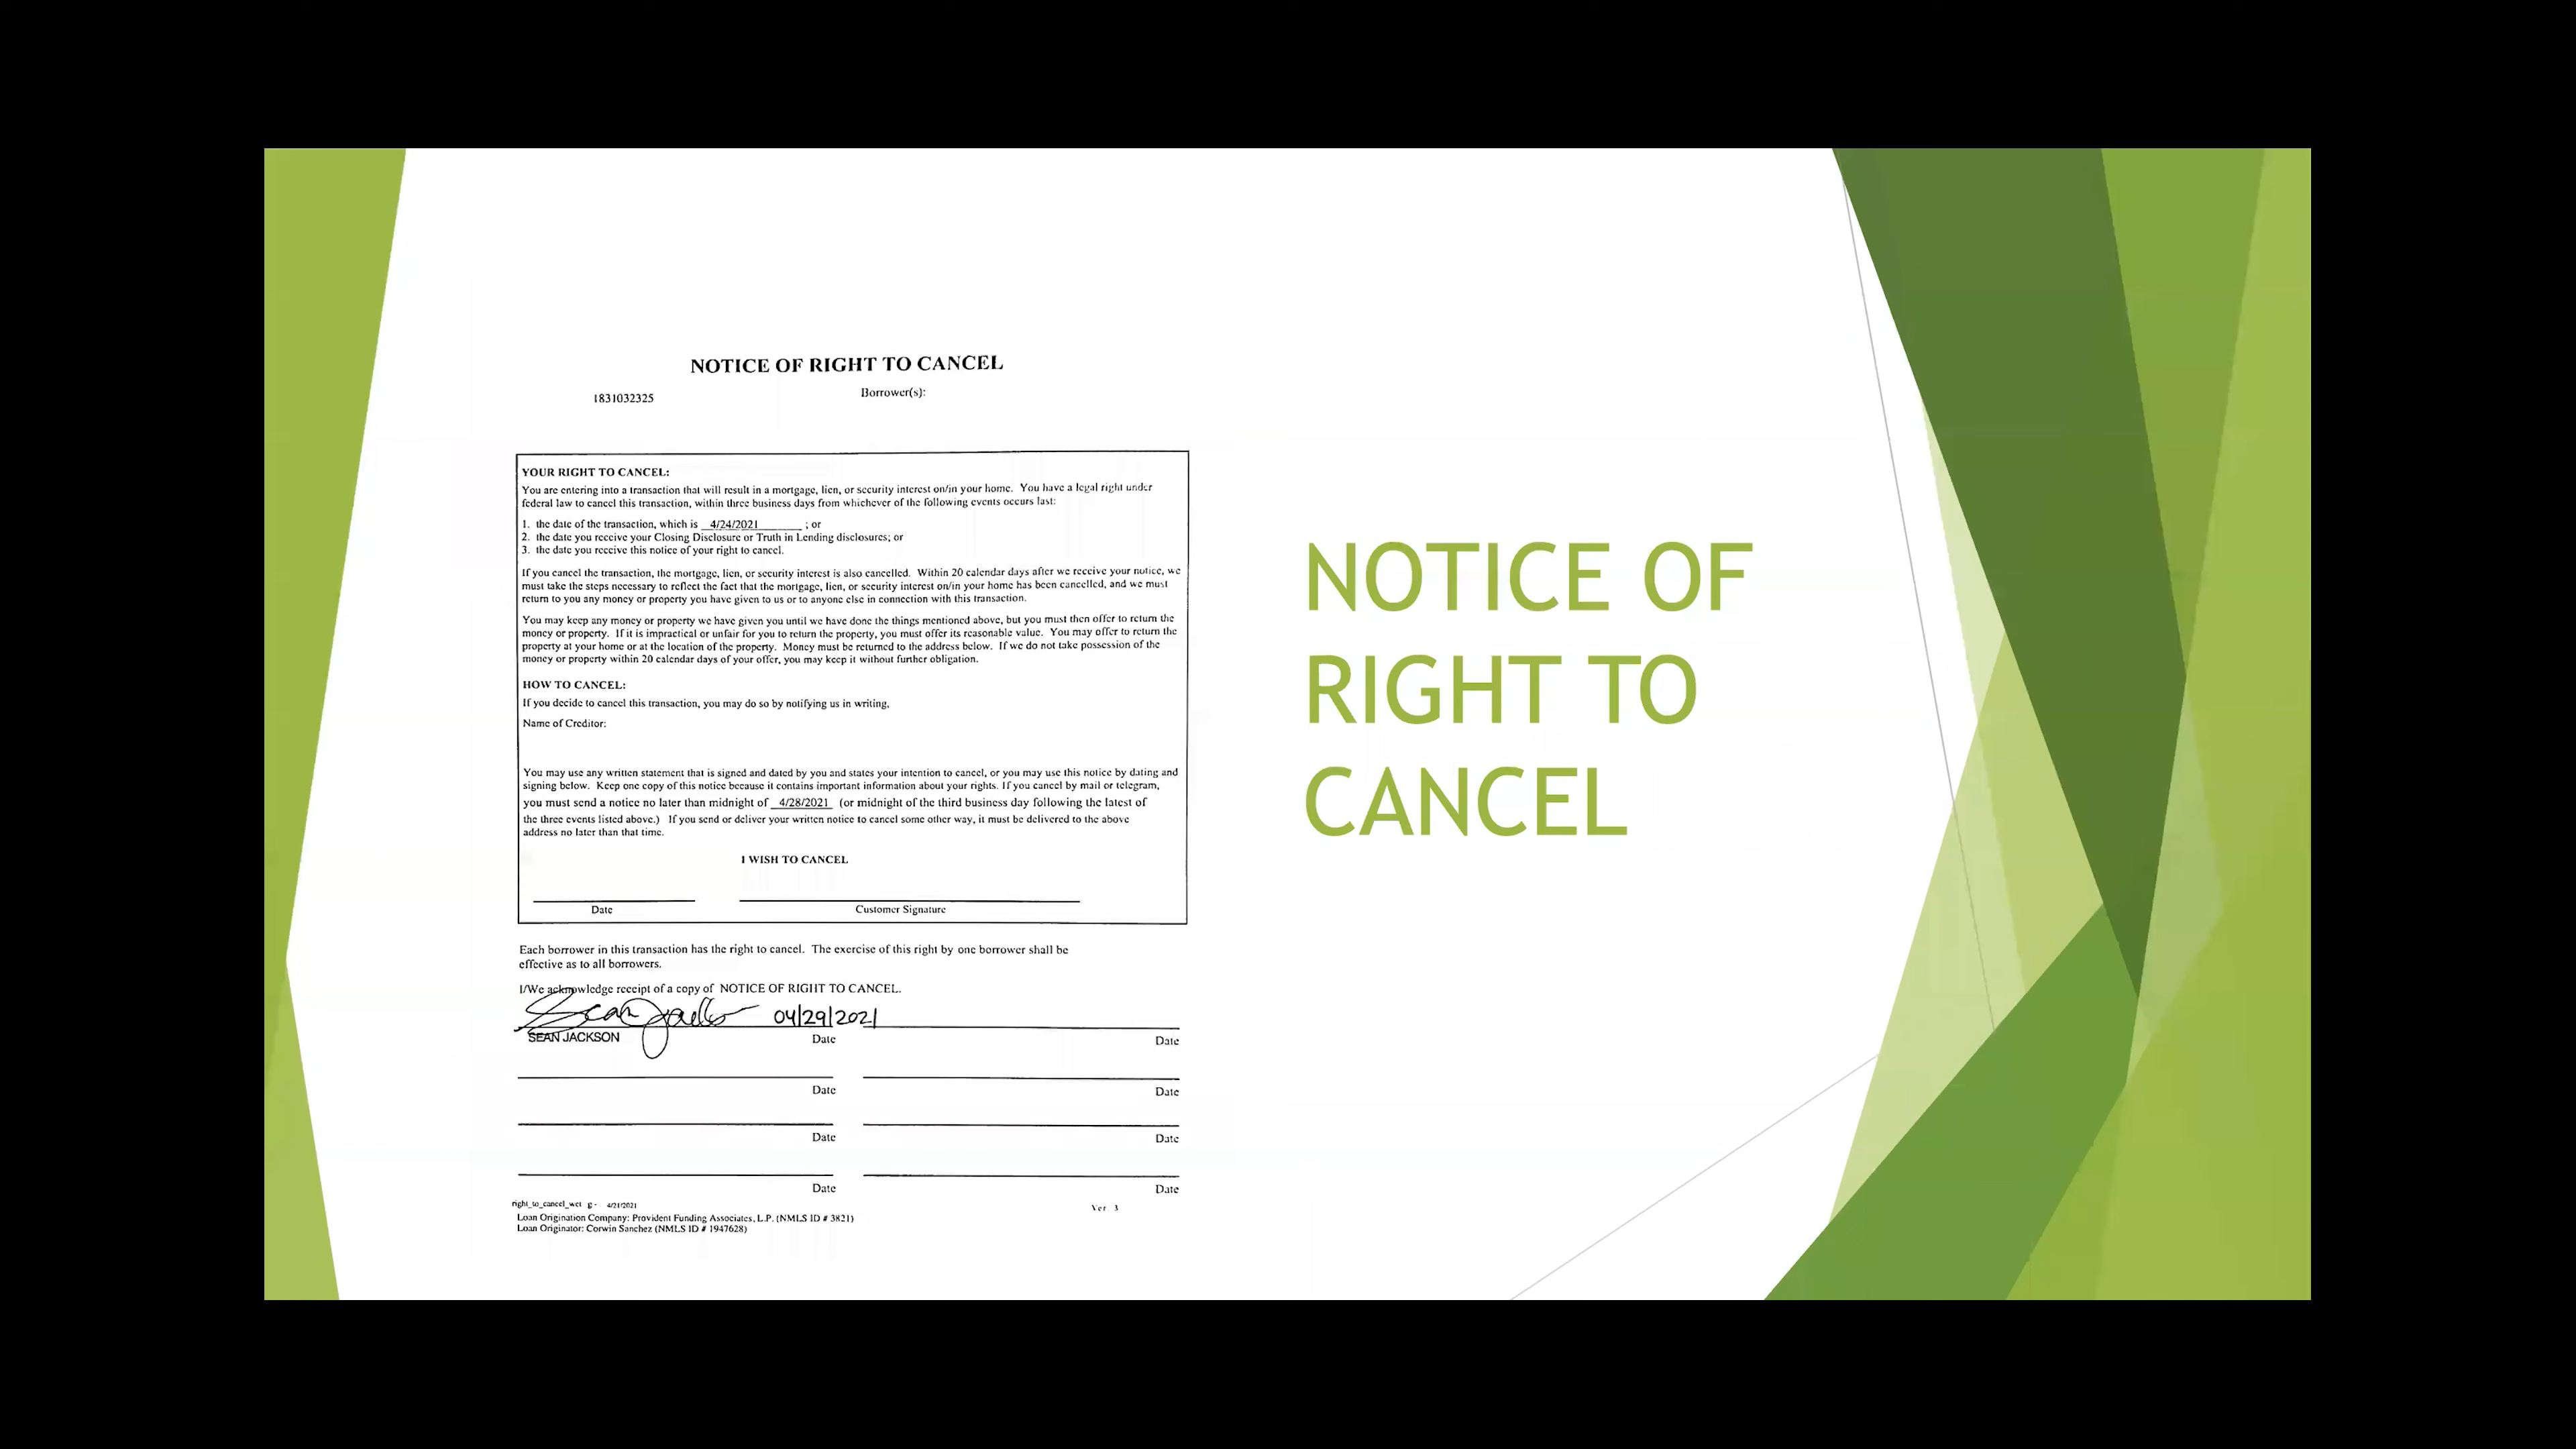 NOTICE OF RIGHT TO CANCEL
1831032325 Borrower(s):
YOUR RIGHT TO CANCEL:
You are entering into a transaction that will result in a mortgage, lien, or security interest on/in your home. You have a legal right under
federal law to cancel this transaction, within three business days from whichever of the following events occurs last:
1. the date of the transaction, which is 4/24/2021 ; or
2. the date you receive your Closing Disclosure or Truth in Lending disclosures; or
3. the date you receive this notice of your right to cancel.
If you cancel the transaction, the mortgage, lien, or security interest is also cancelled. Within 20 calendar days after we receive your notice, we
must take the steps necessary to reflect the fact that the mortgage, lien, or security interest on/in your home has been cancelled, and we must
return to you any money or property you have given to us or to anyone else in connection with this transaction.
You may keep any money or property we have given you until we have done the things mentioned above, but you must then offer to return the
money or property. If it is impractical or unfair for you to return the property, you must offer its reasonable value. You may offer to return the
property at your home or at the location of the property. Money must be returned to the address below. If we do not take possession of the
money or property within 20 calendar days of your offer, you may keep it without further obligation.
HOW TO CANCEL:
If you decide to cancel this transaction, you may do so by notifying us in writing,
Name of Creditor:
You may use any written statement that is signed and dated by you and states your intention to cancel, or you may use this notice by dating and
signing below. Keep one copy of this notice because it contains important information about your rights. If you cancel by mail or telegram,
you must send a notice no later than midnight of 4/28/2021 (or midnight of the third business day following the latest of
the three events listed above.) If you send or deliver your written notice to cancel some other way, it must be delivered to the above
address no later than that time.
I WISH TO CANCEL
Date Customer Signature
Each borrower in this transaction has the right to cancel. The exercise of this right by one borrower shall be
effective as to all borrowers.
I/We acknowledge receipt of a copy of NOTICE OF RIGHT TO CANCEL.
Sean Jackson 04/29/2021
SEAN JACKSON Date Date
Date Date
Date Date
Date Date
right_to_cancel_wet g - 4/21/2021 Ver 3
Loan Origination Company: Provident Funding Associates, L.P. (NMLS ID # 3821)
Loan Originator: Corwin Sanchez (NMLS ID # 1947628)
NOTICE OF
RIGHT TO
CANCEL